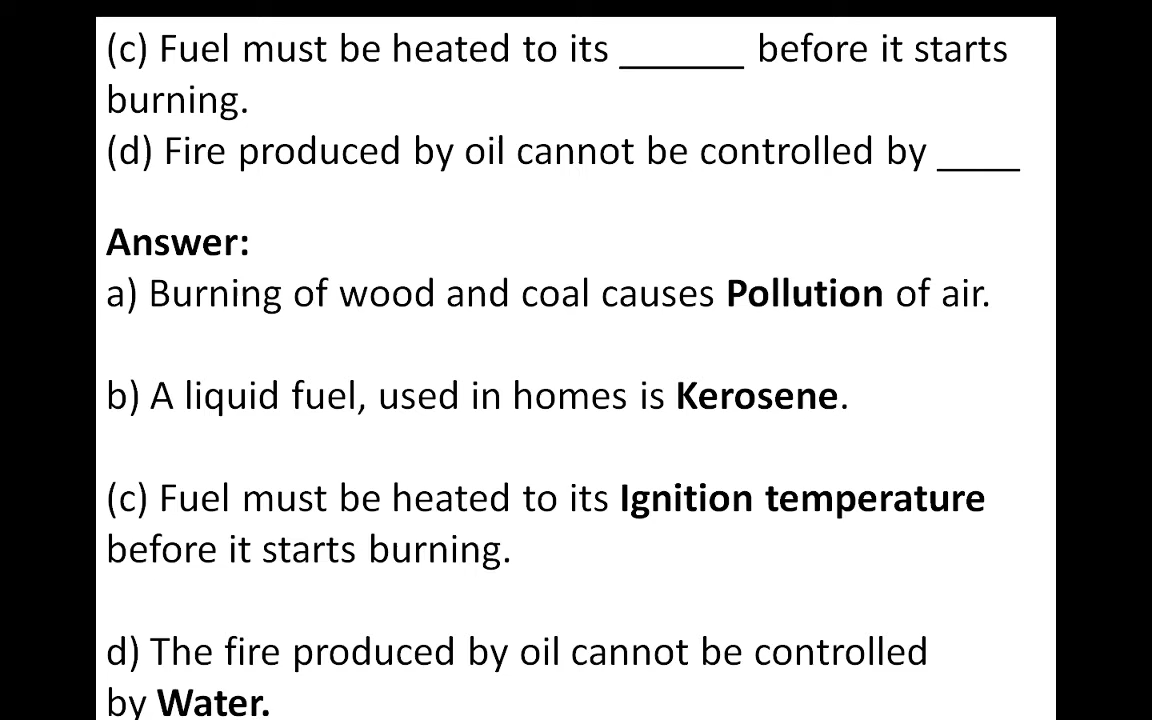 (c) Fuel must be heated to its ______ before it starts
burning.
(d) Fire produced by oil cannot be controlled by ____
Answer:
a) Burning of wood and coal causes Pollution of air.
b) A liquid fuel, used in homes is Kerosene.
(c) Fuel must be heated to its Ignition temperature
before it starts burning.
d) The fire produced by oil cannot be controlled
by Water.